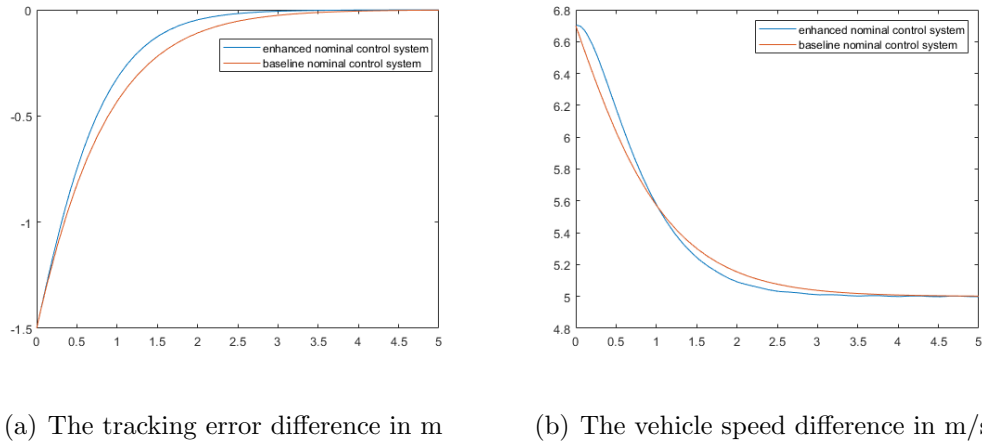 0
-0.5
-1
-1.5
0 0.5 1 1.5 2 2.5 3 3.5 4 4.5 5
enhanced nominal control system
baseline nominal control system
6.8
6.6
6.4
6.2
6
5.8
5.6
5.4
5.2
5
4.8
0 0.5 1 1.5 2 2.5 3 3.5 4 4.5 5
enhanced nominal control system
baseline nominal control system
(a) The tracking error difference in m
(b) The vehicle speed difference in m/s